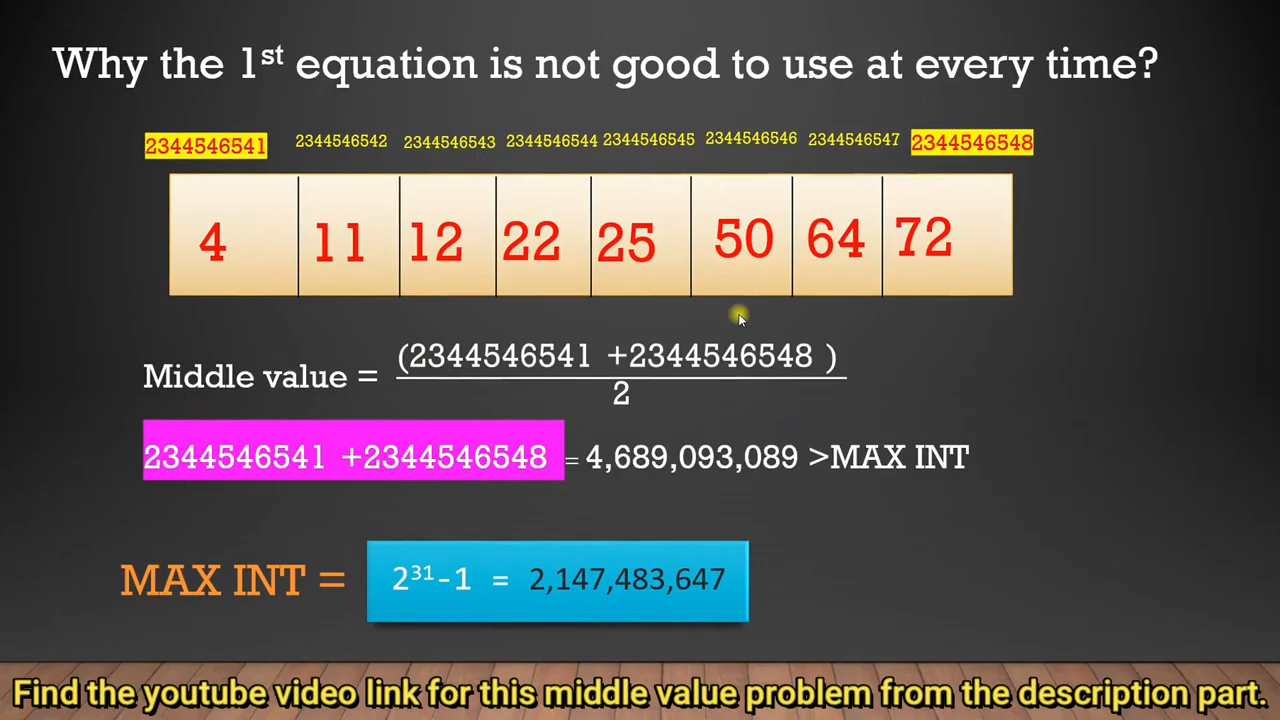 Why the 1st equation is not good to use at every time?
2344546541 2344546542 2344546543 2344546544 2344546545 2344546546 2344546547 2344546548
4 11 12 22 25 50 64 72
(2344546541 +2344546548 )
Middle value =
2
2344546541 +2344546548 = 4,689,093,089 >MAX INT
MAX INT = 2³¹-1 = 2,147,483,647
Find the youtube video link for this middle value problem from the description part.